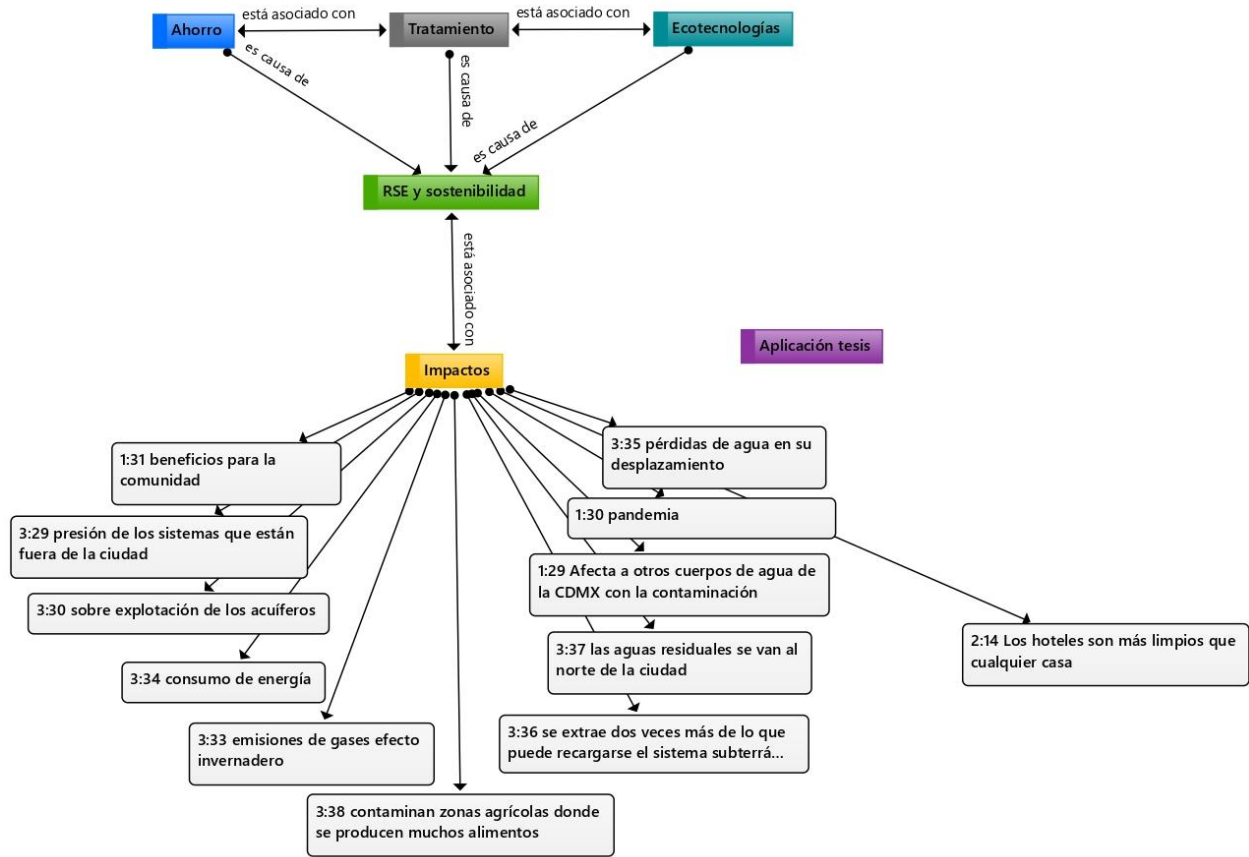 está asociado con
está asociado con
Ahorro
Tratamiento
Ecotecnologías
es causa de
es causa de
es causa de
RSE y sostenibilidad
está asociado con
Aplicación tesis
Impactos
1:31 beneficios para la
comunidad
3:35 pérdidas de agua en su
desplazamiento
3:29 presión de los sistemas que están
fuera de la ciudad
1:30 pandemia
3:30 sobre explotación de los acuíferos
1:29 Afecta a otros cuerpos de agua de
la CDMX con la contaminación
3:34 consumo de energía
3:37 las aguas residuales se van al
norte de la ciudad
2:14 Los hoteles son más limpios que
cualquier casa
3:33 emisiones de gases efecto
invernadero
3:36 se extrae dos veces más de lo que
puede recargarse el sistema subterrá...
3:38 contaminan zonas agrícolas donde
se producen muchos alimentos